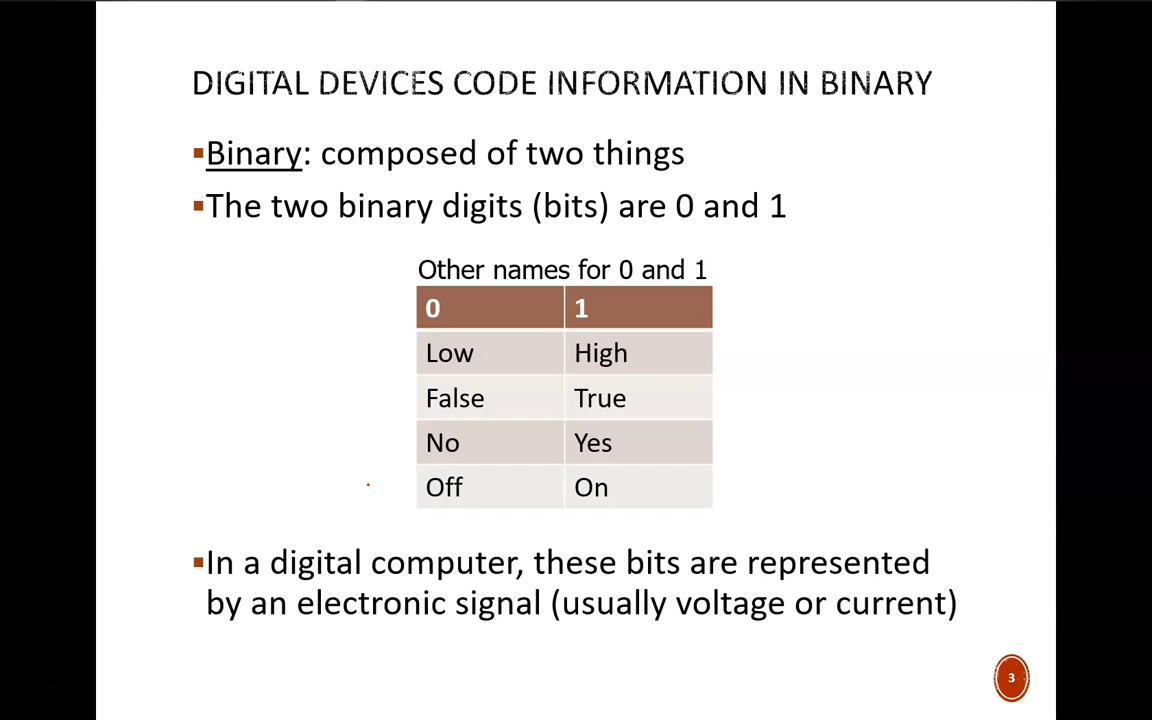 DIGITAL DEVICES CODE INFORMATION IN BINARY
▪Binary: composed of two things
▪The two binary digits (bits) are 0 and 1
Other names for 0 and 1
0 1
Low High
False True
No Yes
Off On
▪In a digital computer, these bits are represented
by an electronic signal (usually voltage or current)
3